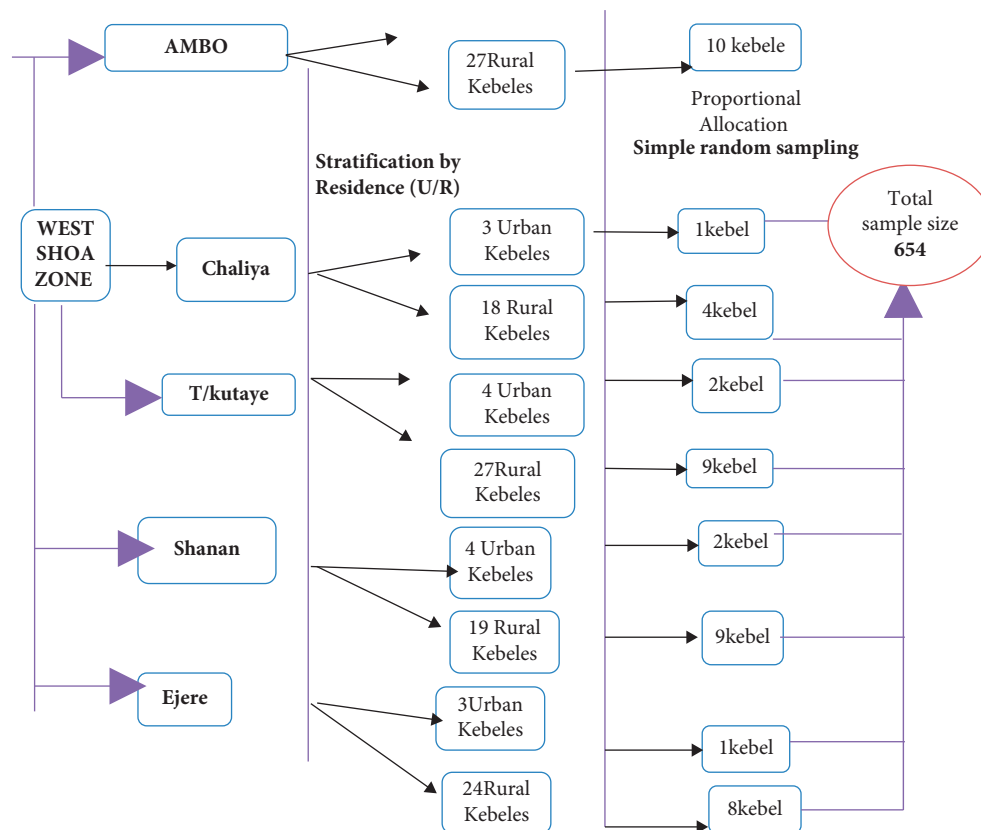 AMBO
27Rural
Kebeles
10 kebele
Proportional
Allocation
Simple random sampling
Stratification by
Residence (U/R)
WEST
SHOA
ZONE
Chaliya
3 Urban
Kebeles
1kebel
Total
sample size
654
18 Rural
Kebeles
4kebel
T/kutaye
4 Urban
Kebeles
2kebel
27Rural
Kebeles
9kebel
Shanan
4 Urban
Kebeles
2kebel
19 Rural
Kebeles
9kebel
Ejere
3Urban
Kebeles
1kebel
24Rural
Kebeles
8kebel